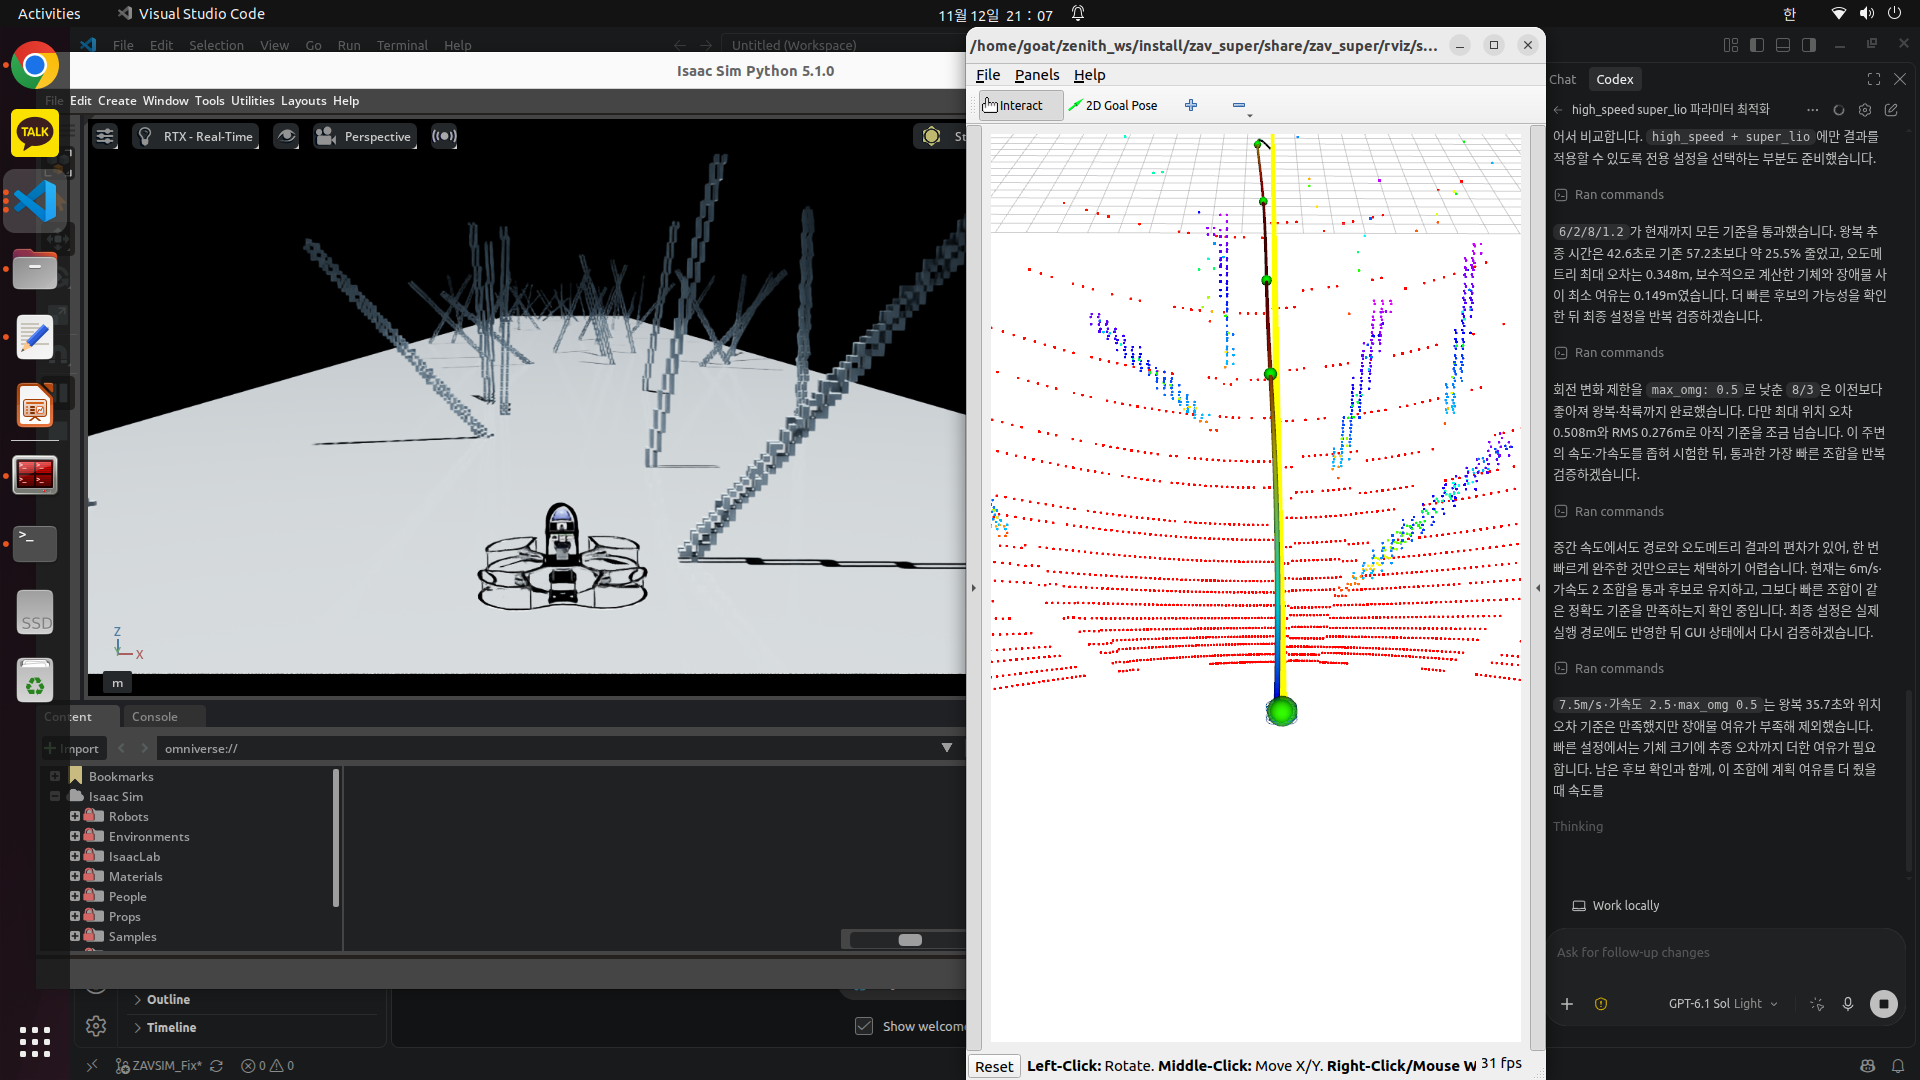 Activities
Visual Studio Code
11월 12일 21 : 07
한
File Edit Selection View Go Run Terminal Help
Untitled (Workspace)
Isaac Sim Python 5.1.0
File Edit Create Window Tools Utilities Layouts Help
RTX - Real-Time
Perspective
Z
X
m
Content
Console
Import
omniverse://
Bookmarks
Isaac Sim
Robots
Environments
IsaacLab
Materials
People
Props
Samples
Outline
Timeline
ZAVSIM_Fix*
0 0
TALK
SSD
/home/goat/zenith_ws/install/zav_super/share/zav_super/rviz/s...
File Panels Help
Interact
2D Goal Pose
Reset
Left-Click: Rotate. Middle-Click: Move X/Y. Right-Click/Mouse W
31 fps
Chat
Codex
high_speed super_lio 파라미터 최적화
어서 비교합니다. high_speed + super_lio 에만 결과를
적용할 수 있도록 전용 설정을 선택하는 부분도 준비했습니다.
Ran commands
6/2/8/1.2 가 현재까지 모든 기준을 통과했습니다. 왕복 추
종 시간은 42.6초로 기존 57.2초보다 약 25.5% 줄었고, 오도메
트리 최대 오차는 0.348m, 보수적으로 계산한 기체와 장애물 사
이 최소 여유는 0.149m였습니다. 더 빠른 후보의 가능성을 확인
한 뒤 최종 설정을 반복 검증하겠습니다.
Ran commands
회전 변화 제한을 max_omg: 0.5 로 낮춘 8/3 은 이전보다
좋아져 왕복·착륙까지 완료했습니다. 다만 최대 위치 오차
0.508m와 RMS 0.276m로 아직 기준을 조금 넘습니다. 이 주변
의 속도·가속도를 좁혀 시험한 뒤, 통과한 가장 빠른 조합을 반복
검증하겠습니다.
Ran commands
중간 속도에서도 경로와 오도메트리 결과의 편차가 있어, 한 번
빠르게 완주한 것만으로는 채택하기 어렵습니다. 현재는 6m/s·
가속도 2 조합을 통과 후보로 유지하고, 그보다 빠른 조합이 같
은 정확도 기준을 만족하는지 확인 중입니다. 최종 설정은 실제
실행 경로에도 반영한 뒤 GUI 상태에서 다시 검증하겠습니다.
Ran commands
7.5m/s·가속도 2.5·max_omg 0.5 는 왕복 35.7초와 위치
오차 기준은 만족했지만 장애물 여유가 부족해 제외했습니다.
빠른 설정에서는 기체 크기에 추종 오차까지 더한 여유가 필요
합니다. 남은 후보 확인과 함께, 이 조합에 계획 여유를 더 줬을
때 속도를
Thinking
Work locally
Ask for follow-up changes
GPT-6.1 Sol Light